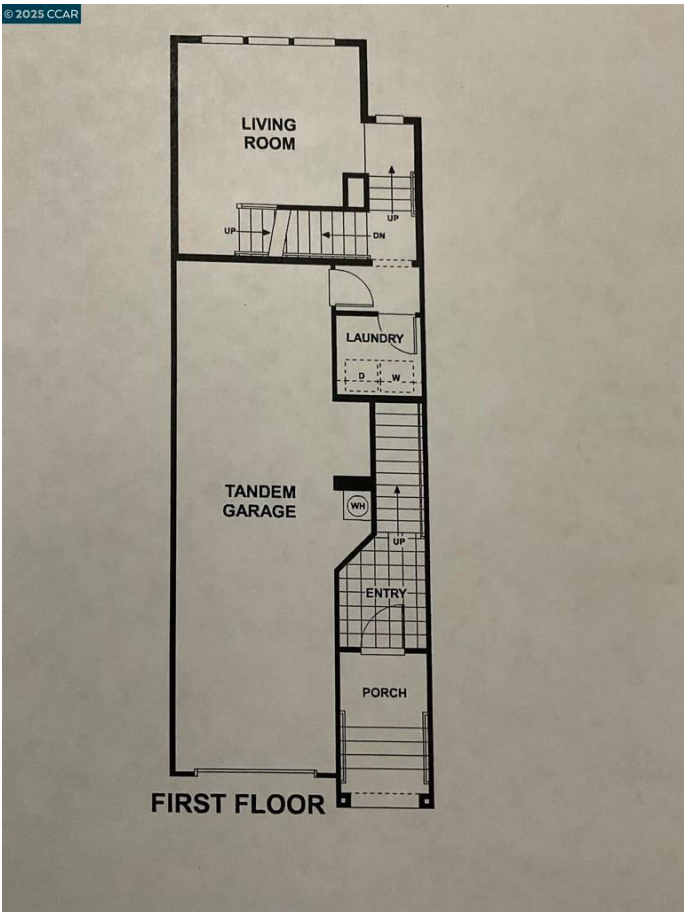 © 2025 CCAR
LIVING
ROOM
UP
UP
DN
LAUNDRY
D
W
TANDEM
GARAGE
WH
UP
ENTRY
PORCH
FIRST FLOOR